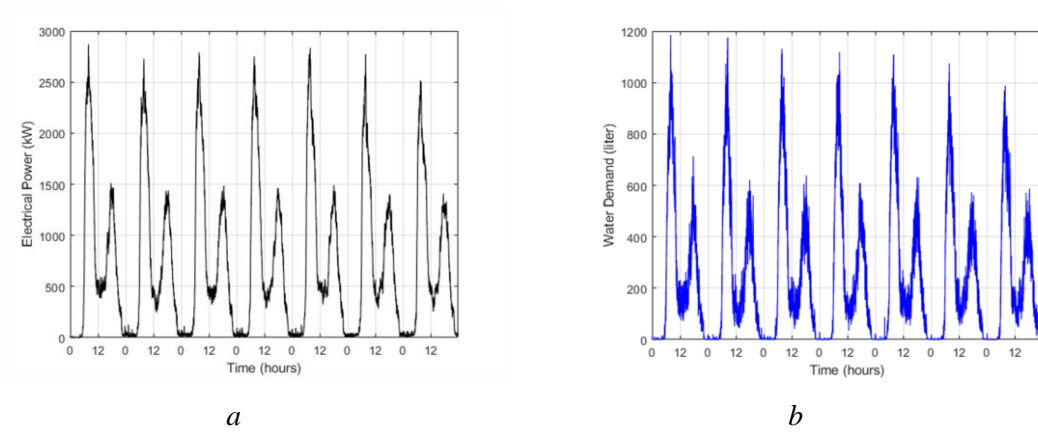 3000
2500
2000
1500
1000
500
0
Electrical Power (kW)
0 12 0 12 0 12 0 12 0 12 0 12 0 12
Time (hours)
a
1200
1000
800
600
400
200
0
Water Demand (liter)
0 12 0 12 0 12 0 12 0 12 0 12 0 12
Time (hours)
b